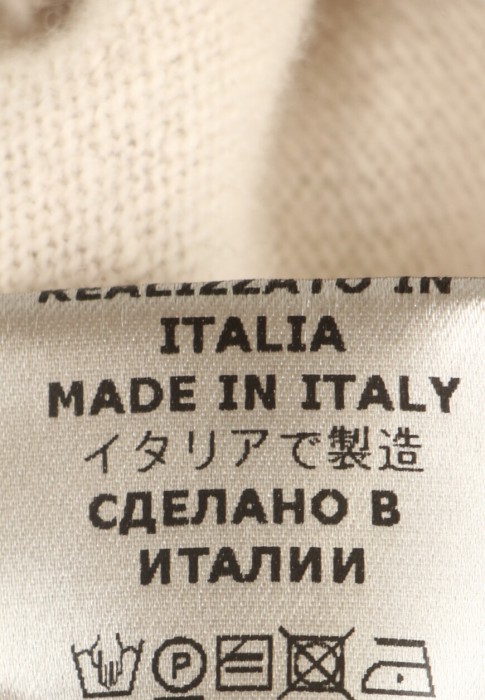 REALIZZATO IN
ITALIA
MADE IN ITALY
イタリアで製造
СДЕЛАНО В
ИТАЛИИ
P